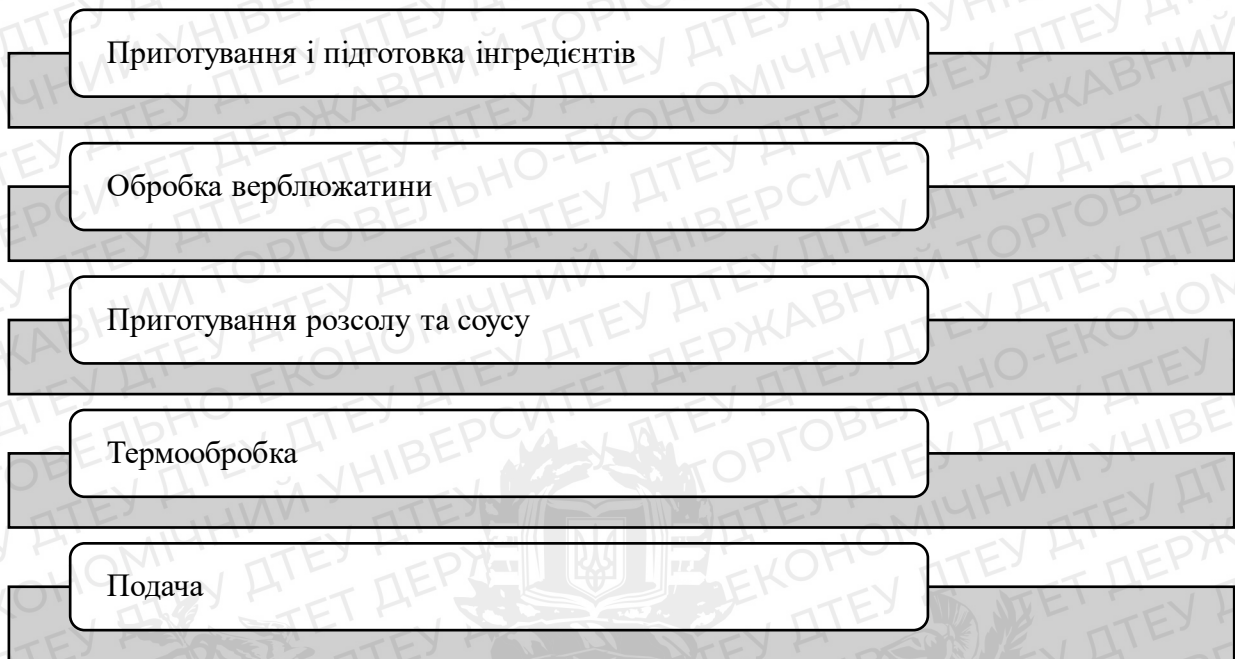 Приготування і підготовка інгредієнтів
Обробка верблюжатини
Приготування розсолу та соусу
Термообробка
Подача